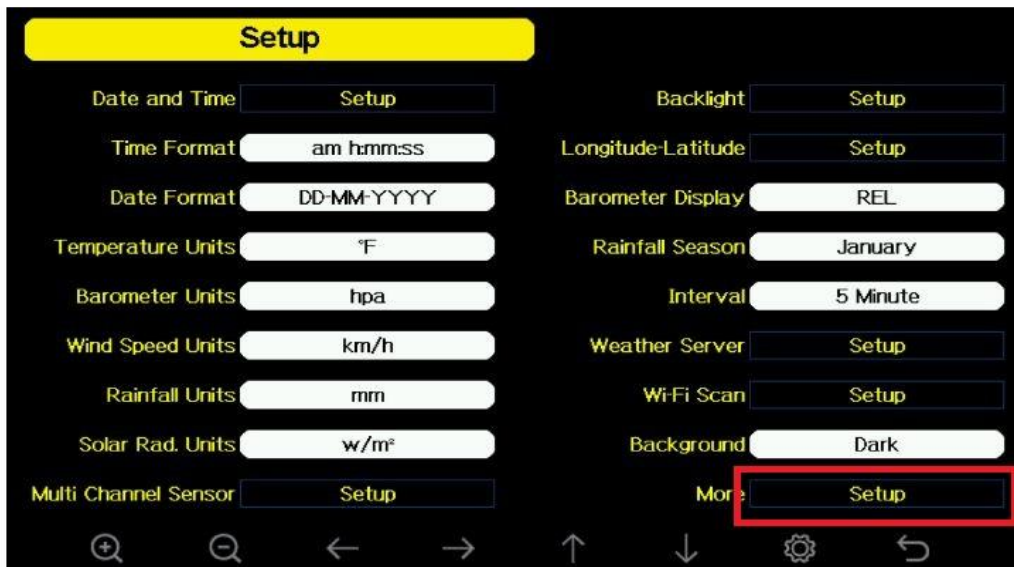 Setup
Date and Time Setup
Time Format am h:mm:ss
Date Format DD-MM-YYYY
Temperature Units °F
Barometer Units hpa
Wind Speed Units km/h
Rainfall Units mm
Solar Rad. Units w/m²
Multi Channel Sensor Setup
Backlight Setup
Longitude-Latitude Setup
Barometer Display REL
Rainfall Season January
Interval 5 Minute
Weather Server Setup
Wi-Fi Scan Setup
Background Dark
More Setup